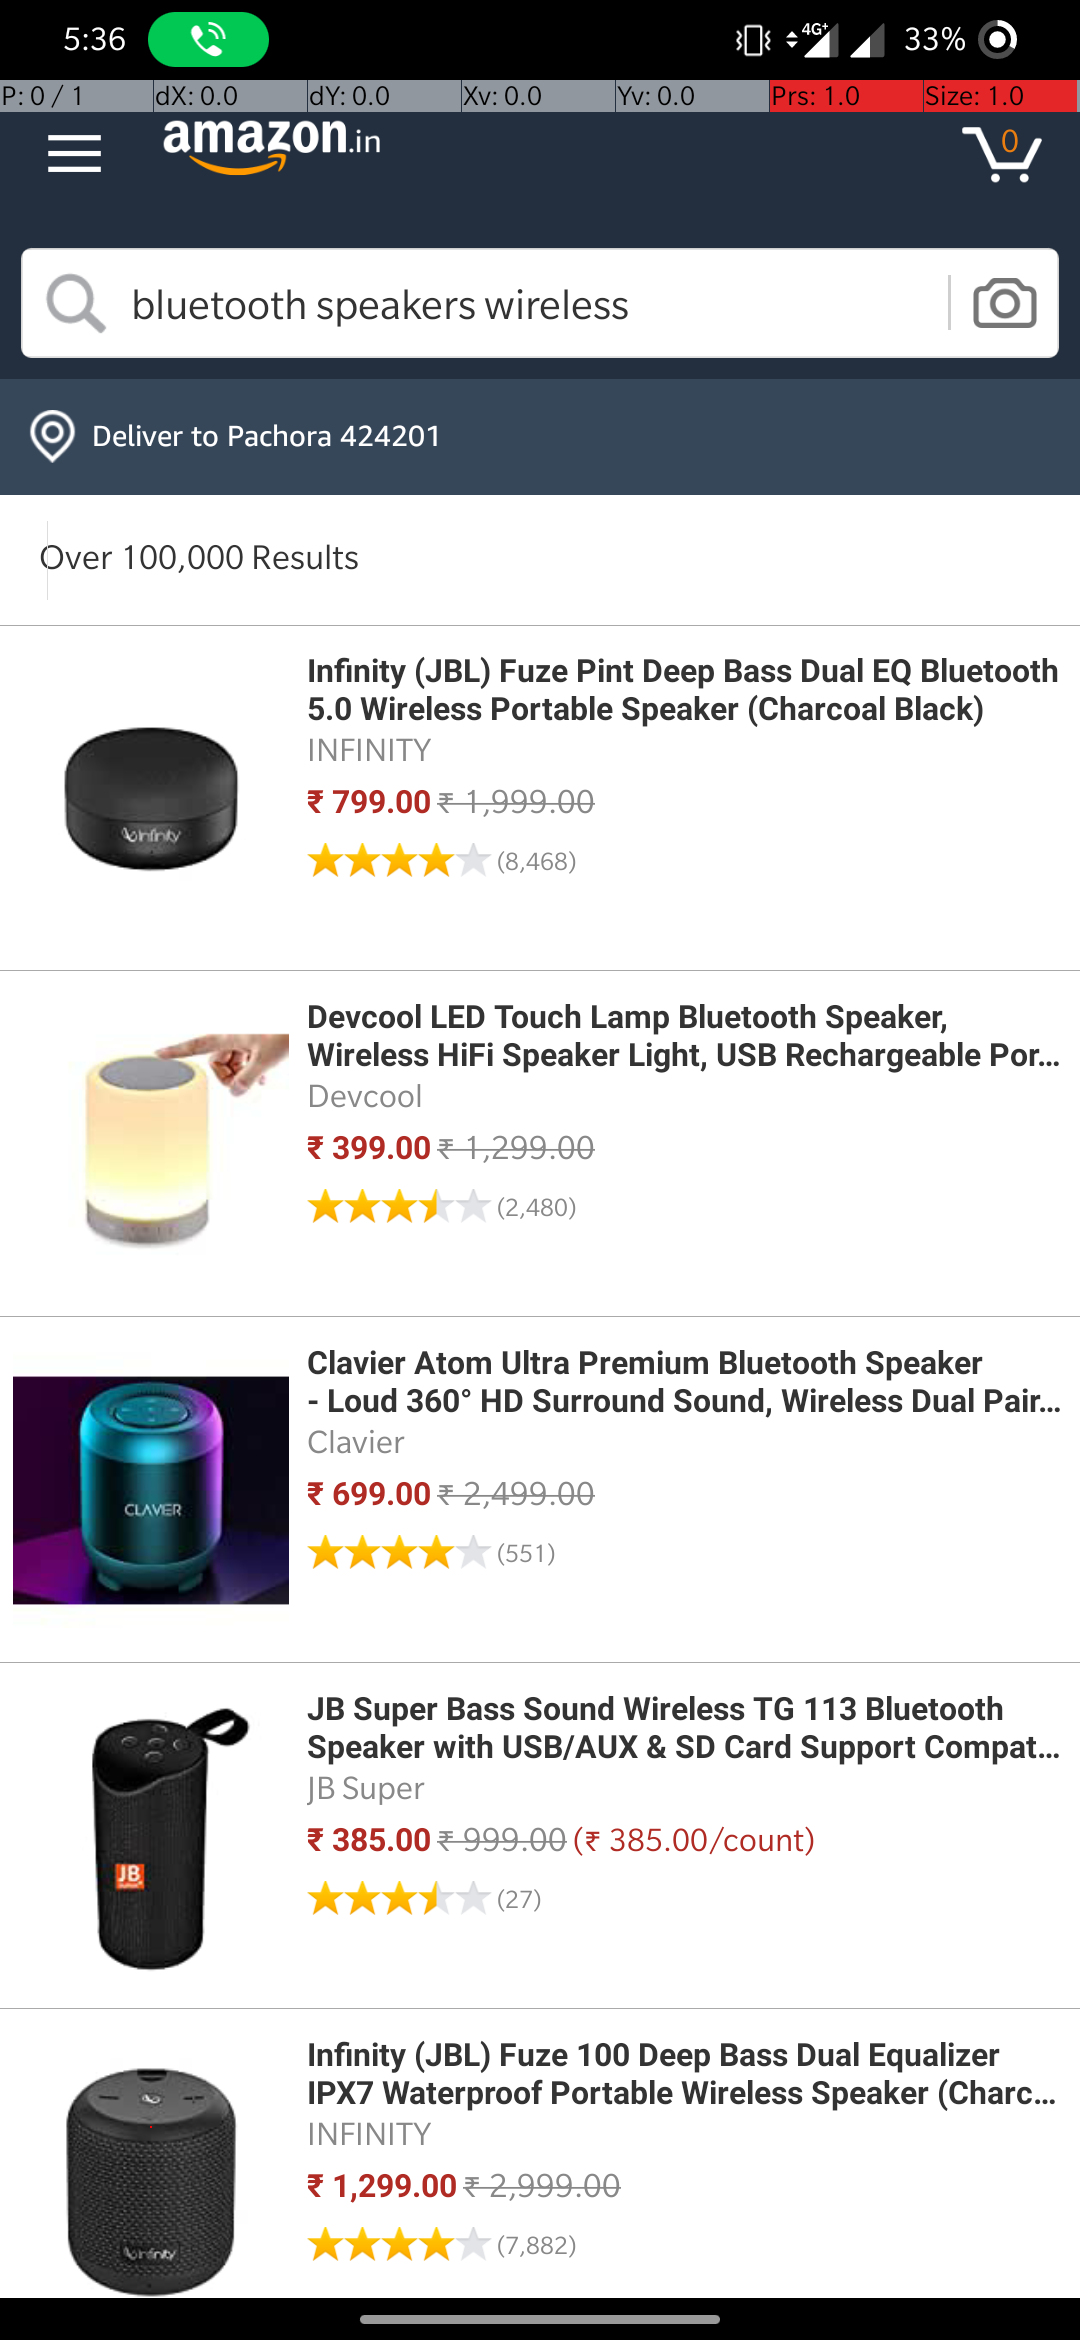 5:36 4G+ 33%
P: 0 / 1 dX: 0.0 dY: 0.0 Xv: 0.0 Yv: 0.0 Prs: 1.0 Size: 1.0
amazon.in 0
bluetooth speakers wireless
Deliver to Pachora 424201
Over 100,000 Results
Infinity (JBL) Fuze Pint Deep Bass Dual EQ Bluetooth
5.0 Wireless Portable Speaker (Charcoal Black)
INFINITY
₹ 799.00 ₹ 1,999.00
(8,468)
Infinity
Devcool LED Touch Lamp Bluetooth Speaker,
Wireless HiFi Speaker Light, USB Rechargeable Por...
Devcool
₹ 399.00 ₹ 1,299.00
(2,480)
Clavier Atom Ultra Premium Bluetooth Speaker
- Loud 360° HD Surround Sound, Wireless Dual Pair...
Clavier
₹ 699.00 ₹ 2,499.00
(551)
CLAVIER
JB Super Bass Sound Wireless TG 113 Bluetooth
Speaker with USB/AUX & SD Card Support Compat...
JB Super
₹ 385.00 ₹ 999.00 (₹ 385.00/count)
(27)
JB
Infinity (JBL) Fuze 100 Deep Bass Dual Equalizer
IPX7 Waterproof Portable Wireless Speaker (Charc...
INFINITY
₹ 1,299.00 ₹ 2,999.00
(7,882)
Infinity